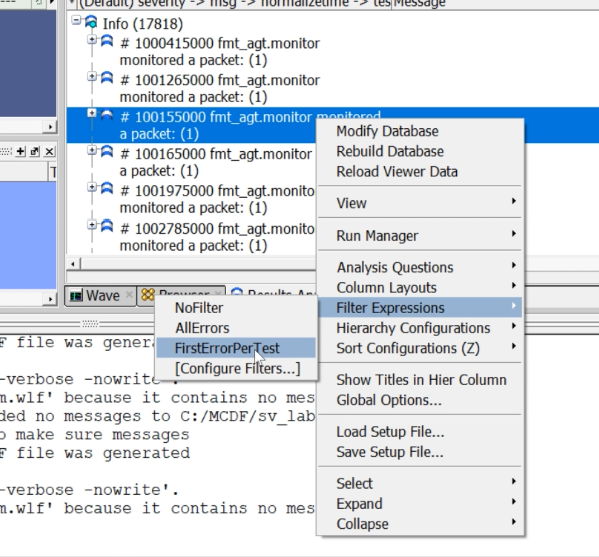 (Default) severity -> msg -> normalizetime -> tes Message
Info (17818)
# 1000415000 fmt_agt.monitor
monitored a packet: (1)
# 1001265000 fmt_agt.monitor
monitored a packet: (1)
# 100155000 fmt_agt.monitor monitored
a packet: (1)
# 100165000 fmt_agt.monitor
a packet: (1)
# 1001975000 fmt_agt.monito
monitored a packet: (1)
# 1002785000 fmt_agt.monito
monitored a packet: (1)
T
Modify Database
Rebuild Database
Reload Viewer Data
View
Run Manager
Analysis Questions
Column Layouts
Filter Expressions
Hierarchy Configurations
Sort Configurations (Z)
Show Titles in Hier Column
Global Options...
Load Setup File...
Save Setup File...
Select
Expand
Collapse
Wave
Browser
Results An
NoFilter
AllErrors
FirstErrorPerTest
[Configure Filters...]
F file was genera
-verbose -nowrite'.
m.wlf' because it contains no mes
ded no messages to C:/MCDF/sv_lab
o make sure messages
F file was generated
-verbose -nowrite'.
m.wlf' because it contains no mes